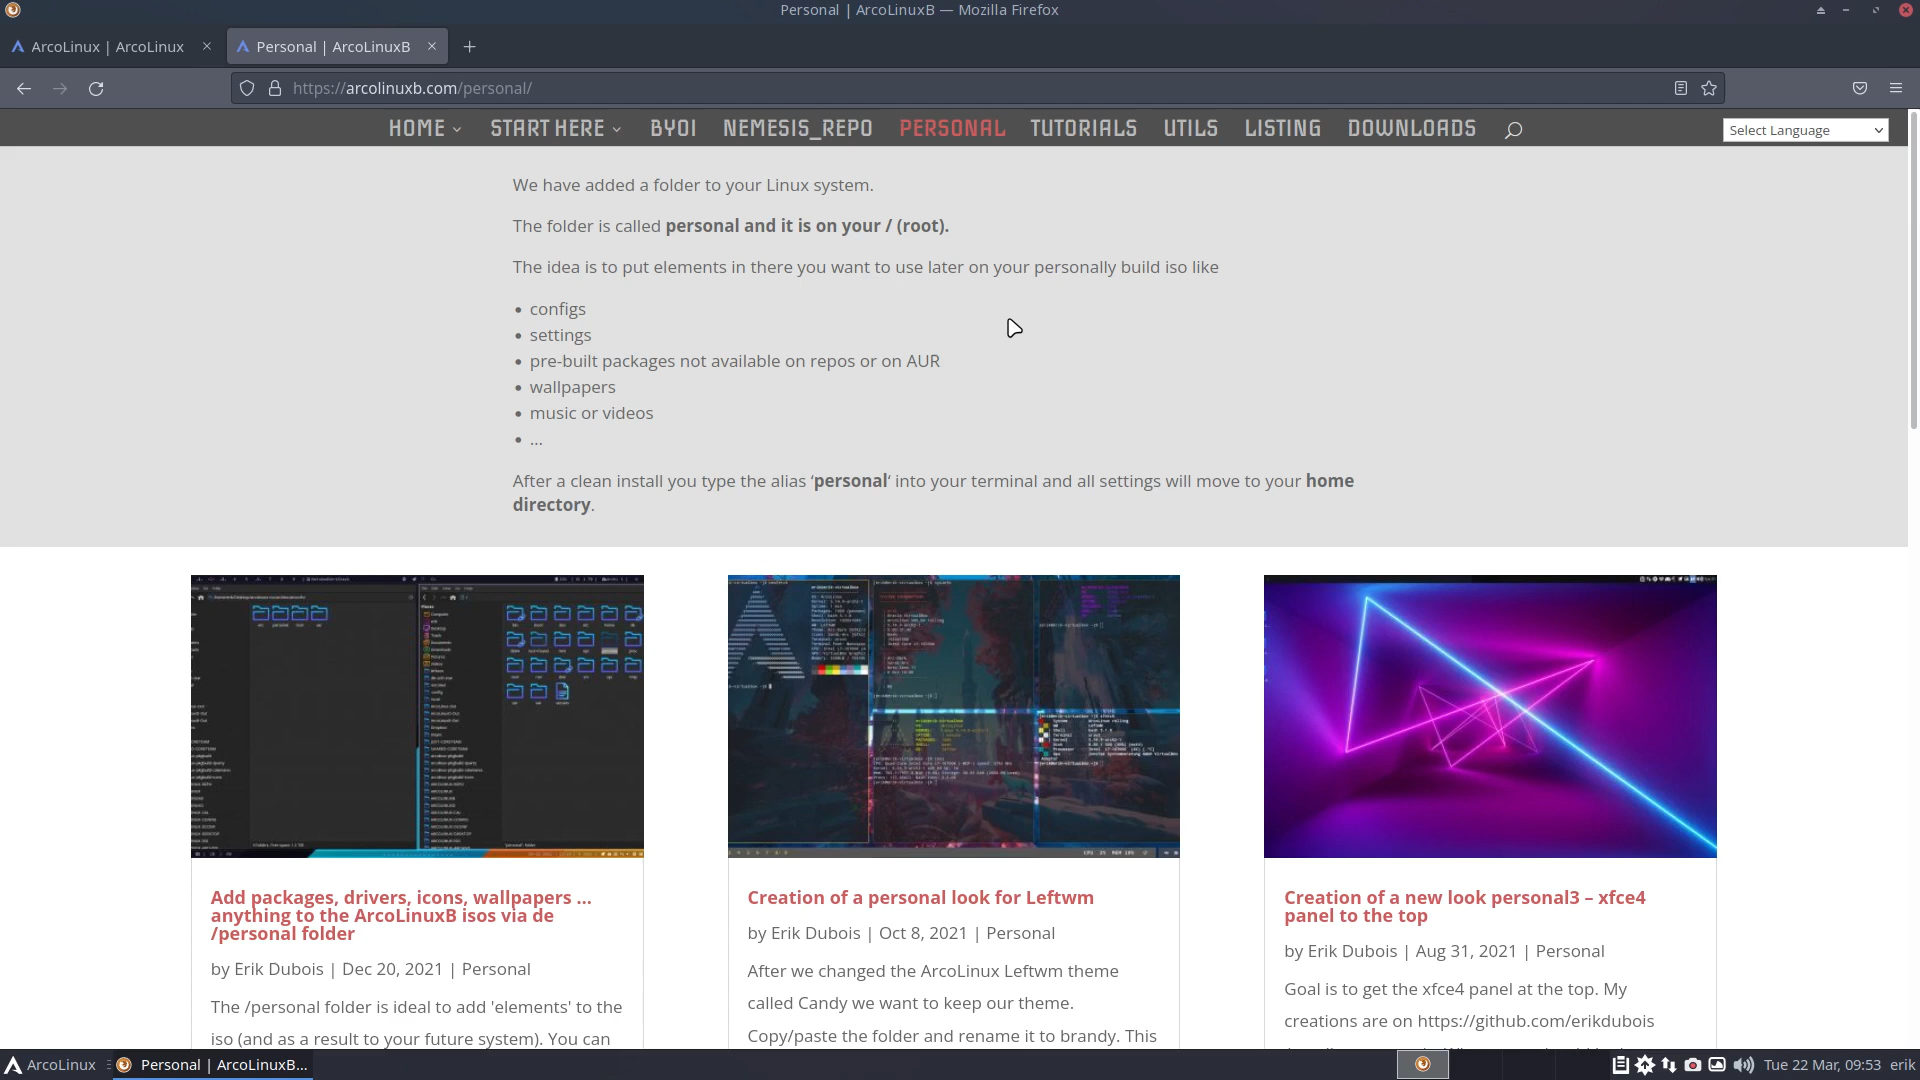 Personal | ArcoLinuxB — Mozilla Firefox
ArcoLinux | ArcoLinux
Personal | ArcoLinuxB
https://arcolinuxb.com/personal/
HOME START HERE BYOI NEMESIS_REPO PERSONAL TUTORIALS UTILS LISTING DOWNLOADS
Select Language
We have added a folder to your Linux system.
The folder is called personal and it is on your / (root).
The idea is to put elements in there you want to use later on your personally build iso like
• configs
• settings
• pre-built packages not available on repos or on AUR
• wallpapers
• music or videos
• ...
After a clean install you type the alias ‘personal‘ into your terminal and all settings will move to your home
directory.
Add packages, drivers, icons, wallpapers ...
anything to the ArcoLinuxB isos via de
/personal folder
by Erik Dubois | Dec 20, 2021 | Personal
The /personal folder is ideal to add 'elements' to the
iso (and as a result to your future system). You can
Creation of a personal look for Leftwm
by Erik Dubois | Oct 8, 2021 | Personal
After we changed the ArcoLinux Leftwm theme
called Candy we want to keep our theme.
Copy/paste the folder and rename it to brandy. This
Creation of a new look personal3 – xfce4
panel to the top
by Erik Dubois | Aug 31, 2021 | Personal
Goal is to get the xfce4 panel at the top. My
creations are on https://github.com/erikdubois
ArcoLinux
Personal | ArcoLinuxB...
Tue 22 Mar, 09:53 erik